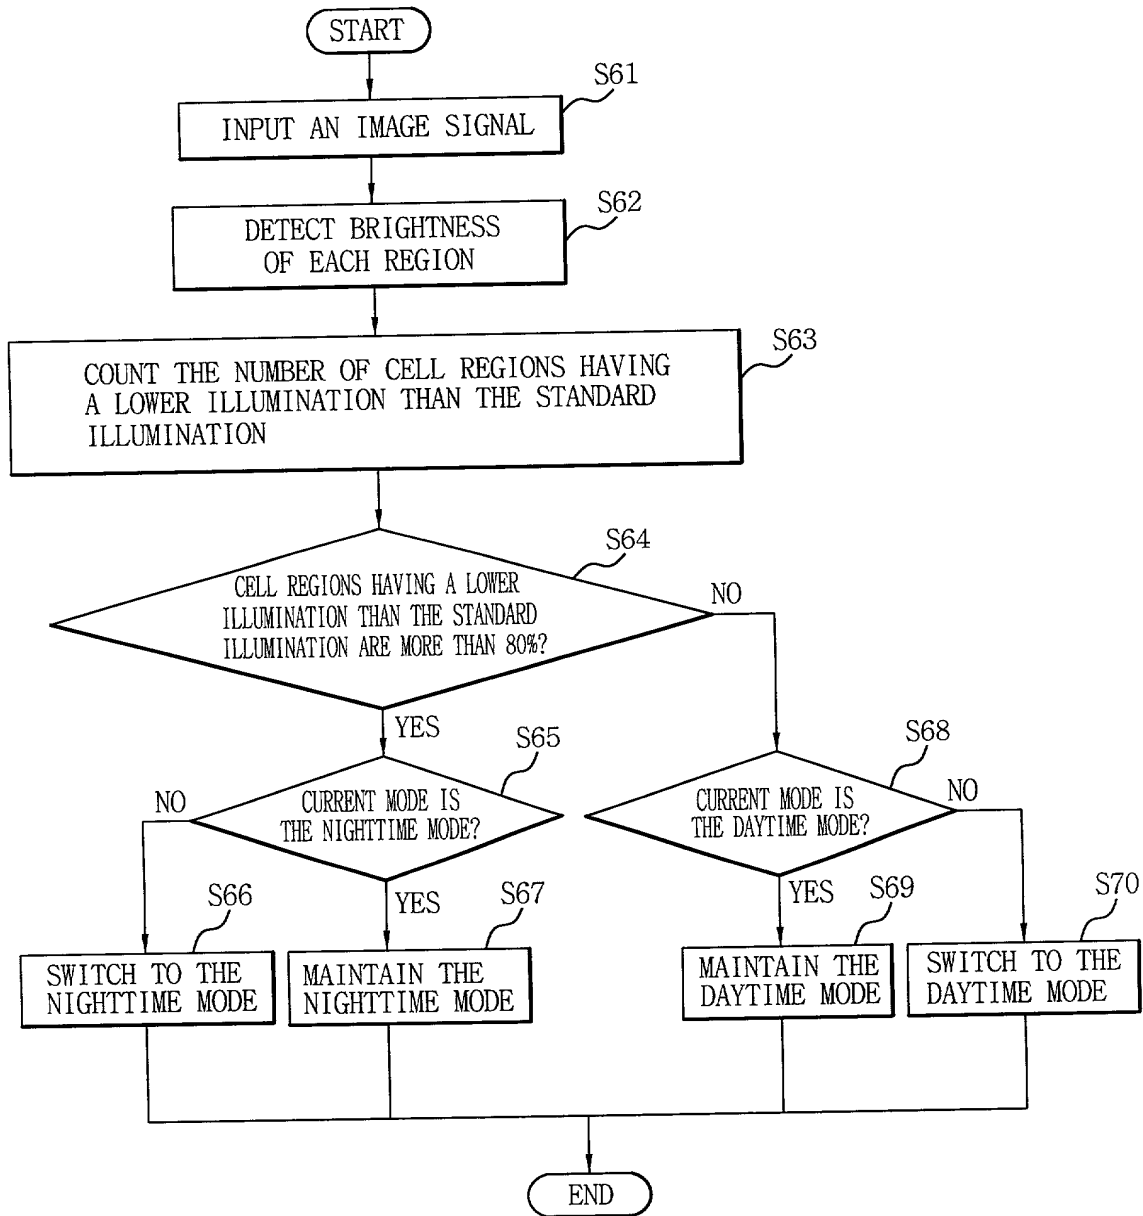 START
S61
INPUT AN IMAGE SIGNAL
S62
DETECT BRIGHTNESS
OF EACH REGION
S63
COUNT THE NUMBER OF CELL REGIONS HAVING
A LOWER ILLUMINATION THAN THE STANDARD
ILLUMINATION
S64
CELL REGIONS HAVING A LOWER
ILLUMINATION THAN THE STANDARD
ILLUMINATION ARE MORE THAN 80%?
NO
YES
S65
CURRENT MODE IS
THE NIGHTTIME MODE?
NO
YES
S68
CURRENT MODE IS
THE DAYTIME MODE?
NO
YES
S66
SWITCH TO THE
NIGHTTIME MODE
S67
MAINTAIN THE
NIGHTTIME MODE
S69
MAINTAIN THE
DAYTIME MODE
S70
SWITCH TO THE
DAYTIME MODE
END